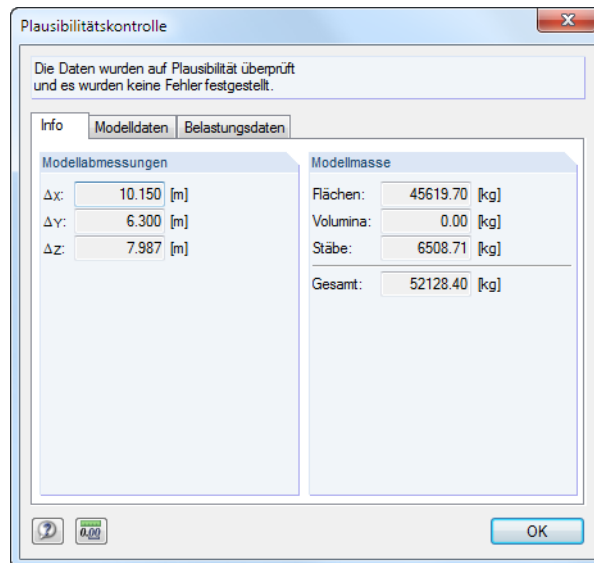 Plausibilitätskontrolle
Die Daten wurden auf Plausibilität überprüft
und es wurden keine Fehler festgestellt.
Info Modelldaten Belastungsdaten
Modellabmessungen
ΔX: 10.150 [m]
ΔY: 6.300 [m]
ΔZ: 7.987 [m]
Modellmasse
Flächen: 45619.70 [kg]
Volumina: 0.00 [kg]
Stäbe: 6508.71 [kg]
Gesamt: 52128.40 [kg]
0.00
OK